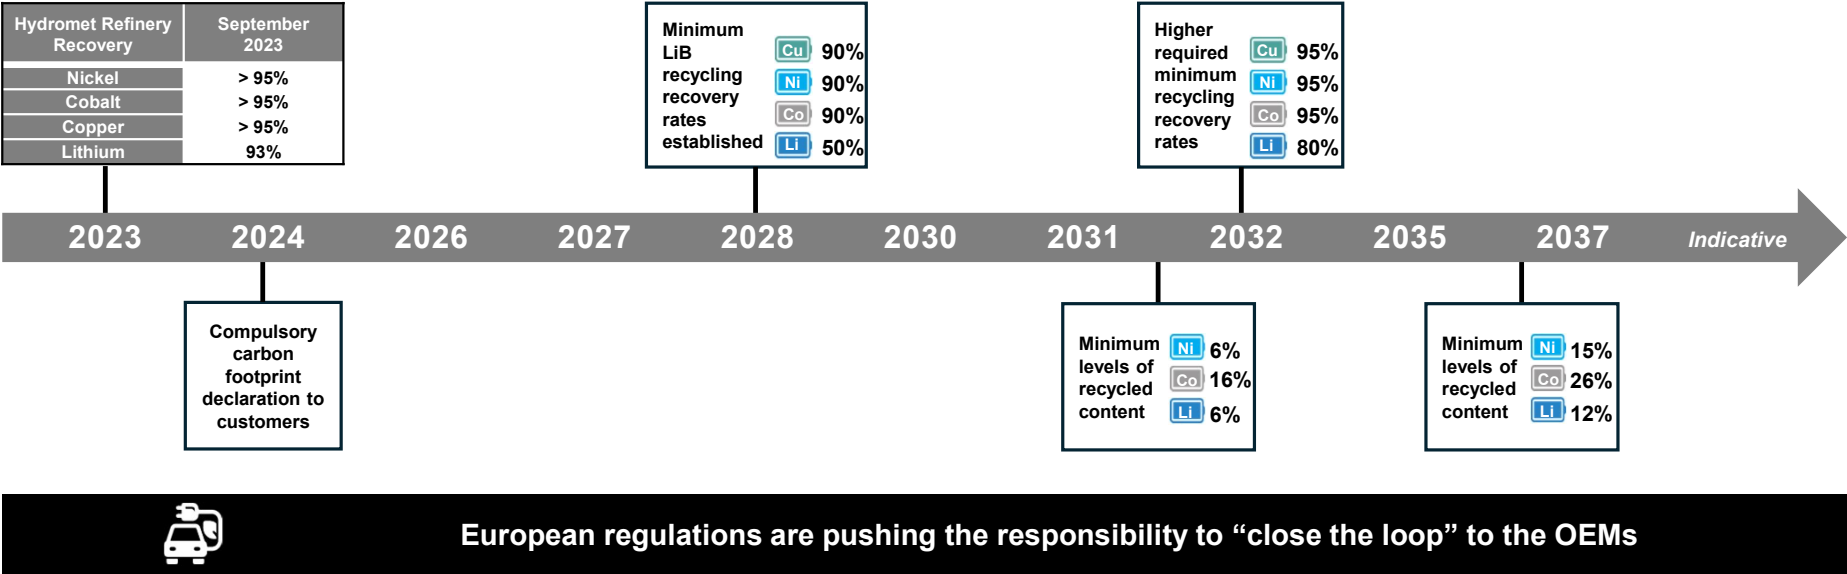 Hydromet Refinery Recovery
September 2023
Nickel > 95%
Cobalt > 95%
Copper > 95%
Lithium 93%
Minimum
LiB
recycling
recovery
rates
established
Cu 90%
Ni 90%
Co 90%
Li 50%
Higher
required
minimum
recycling
recovery
rates
Cu 95%
Ni 95%
Co 95%
Li 80%
2023 2024 2026 2027 2028 2030 2031 2032 2035 2037 Indicative
Compulsory
carbon
footprint
declaration to
customers
Minimum
levels of
recycled
content
Ni 6%
Co 16%
Li 6%
Minimum
levels of
recycled
content
Ni 15%
Co 26%
Li 12%
European regulations are pushing the responsibility to “close the loop” to the OEMs